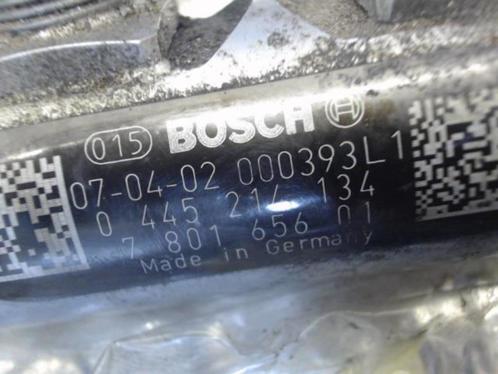 015 BOSCH
07-04-02 000393L1
0 445 214 134
7 801 656 01
Made in Germany